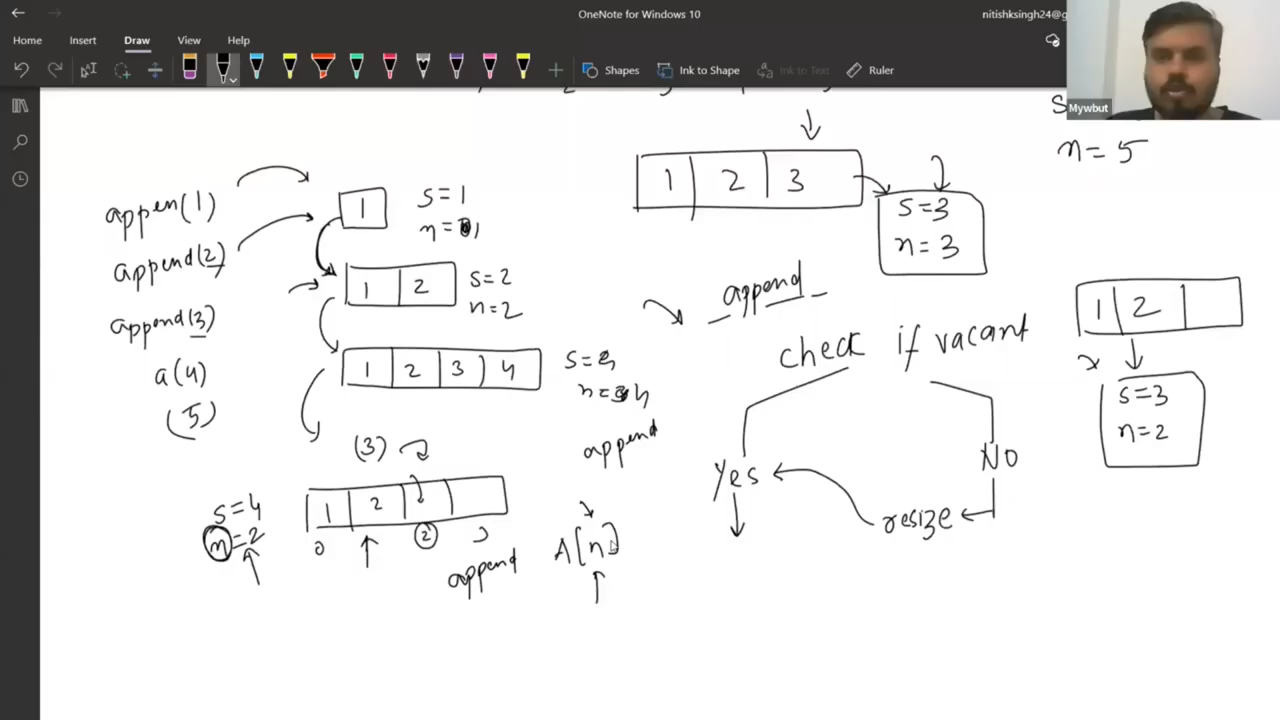 OneNote for Windows 10
nitishksingh24@g
Home Insert Draw View Help
Shapes Ink to Shape Ink to Text Ruler
Mywbut
n = 5
1 2 3
s = 3
n = 3
appen(1)
1
s = 1
append(2)
1 2
s = 2
n = 2
append(3)
1 2 3 4
a(4)
(5)
append
check if vacant
Yes
No
resize
1 2
s = 3
n = 2
(3)
append
s = 4
n = 2
1 2
0 2
append
A[n]